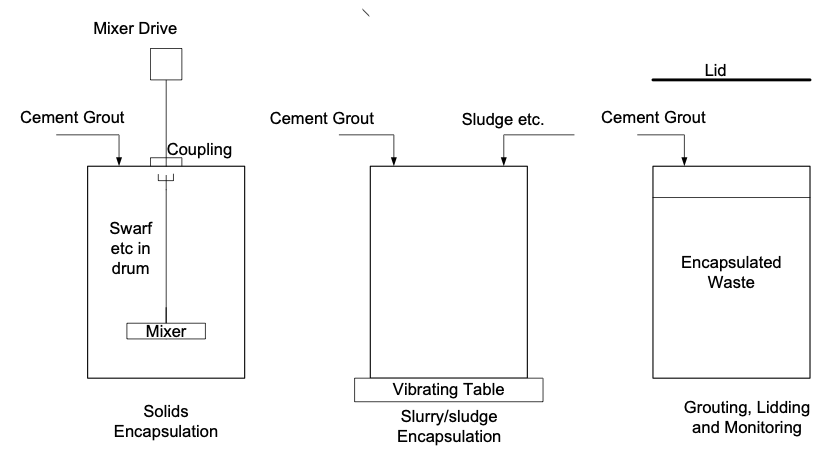 Mixer Drive
Lid
Cement Grout
Cement Grout
Sludge etc.
Cement Grout
Coupling
Swarf
etc in
drum
Encapsulated
Waste
Mixer
Vibrating Table
Solids
Encapsulation
Slurry/sludge
Encapsulation
Grouting, Lidding
and Monitoring